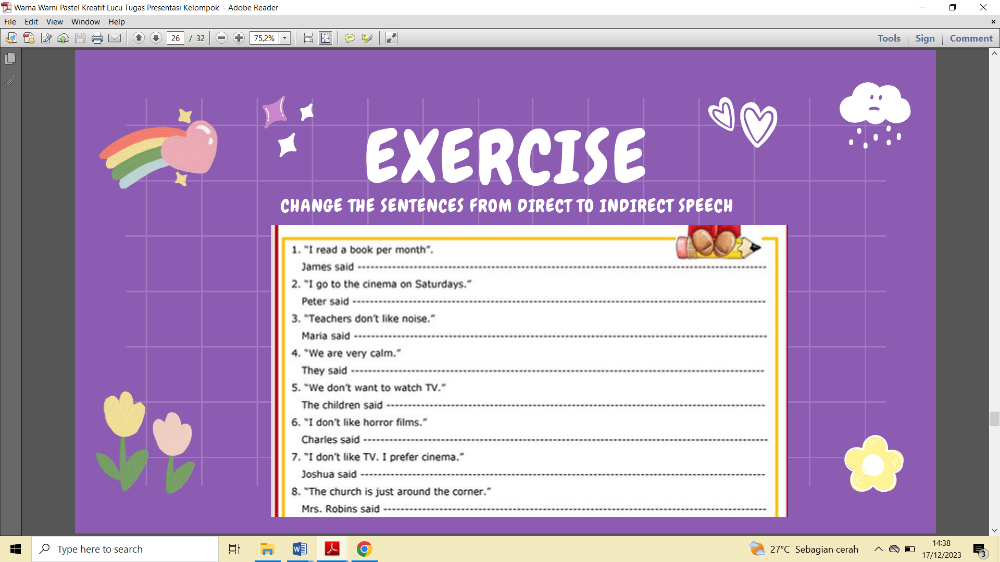 Warna Warni Pastel Kreatif Lucu Tugas Presentasi Kelompok - Adobe Reader
File Edit View Window Help
26 / 32 75,2% Tools Sign Comment
EXERCISE
CHANGE THE SENTENCES FROM DIRECT TO INDIRECT SPEECH
1. "I read a book per month".
James said ----------------------------------------
2. "I go to the cinema on Saturdays."
Peter said ----------------------------------------
3. "Teachers don't like noise."
Maria said ----------------------------------------
4. "We are very calm."
They said ----------------------------------------
5. "We don't want to watch TV."
The children said ----------------------------------------
6. "I don't like horror films."
Charles said ----------------------------------------
7. "I don't like TV. I prefer cinema."
Joshua said ----------------------------------------
8. "The church is just around the corner."
Mrs. Robins said ----------------------------------------
Type here to search
27°C Sebagian cerah
14:38
17/12/2023
3